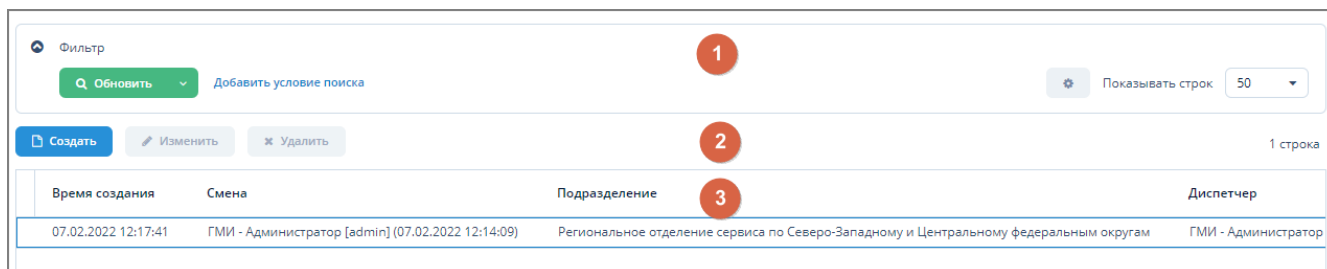 Фильтр
1
Обновить Добавить условие поиска Показывать строк 50
Создать Изменить Удалить 2 1 строка
Время создания Смена Подразделение 3 Диспетчер
07.02.2022 12:17:41 ГМИ - Администратор [admin] (07.02.2022 12:14:09) Региональное отделение сервиса по Северо-Западному и Центральному федеральным округам ГМИ - Администратор